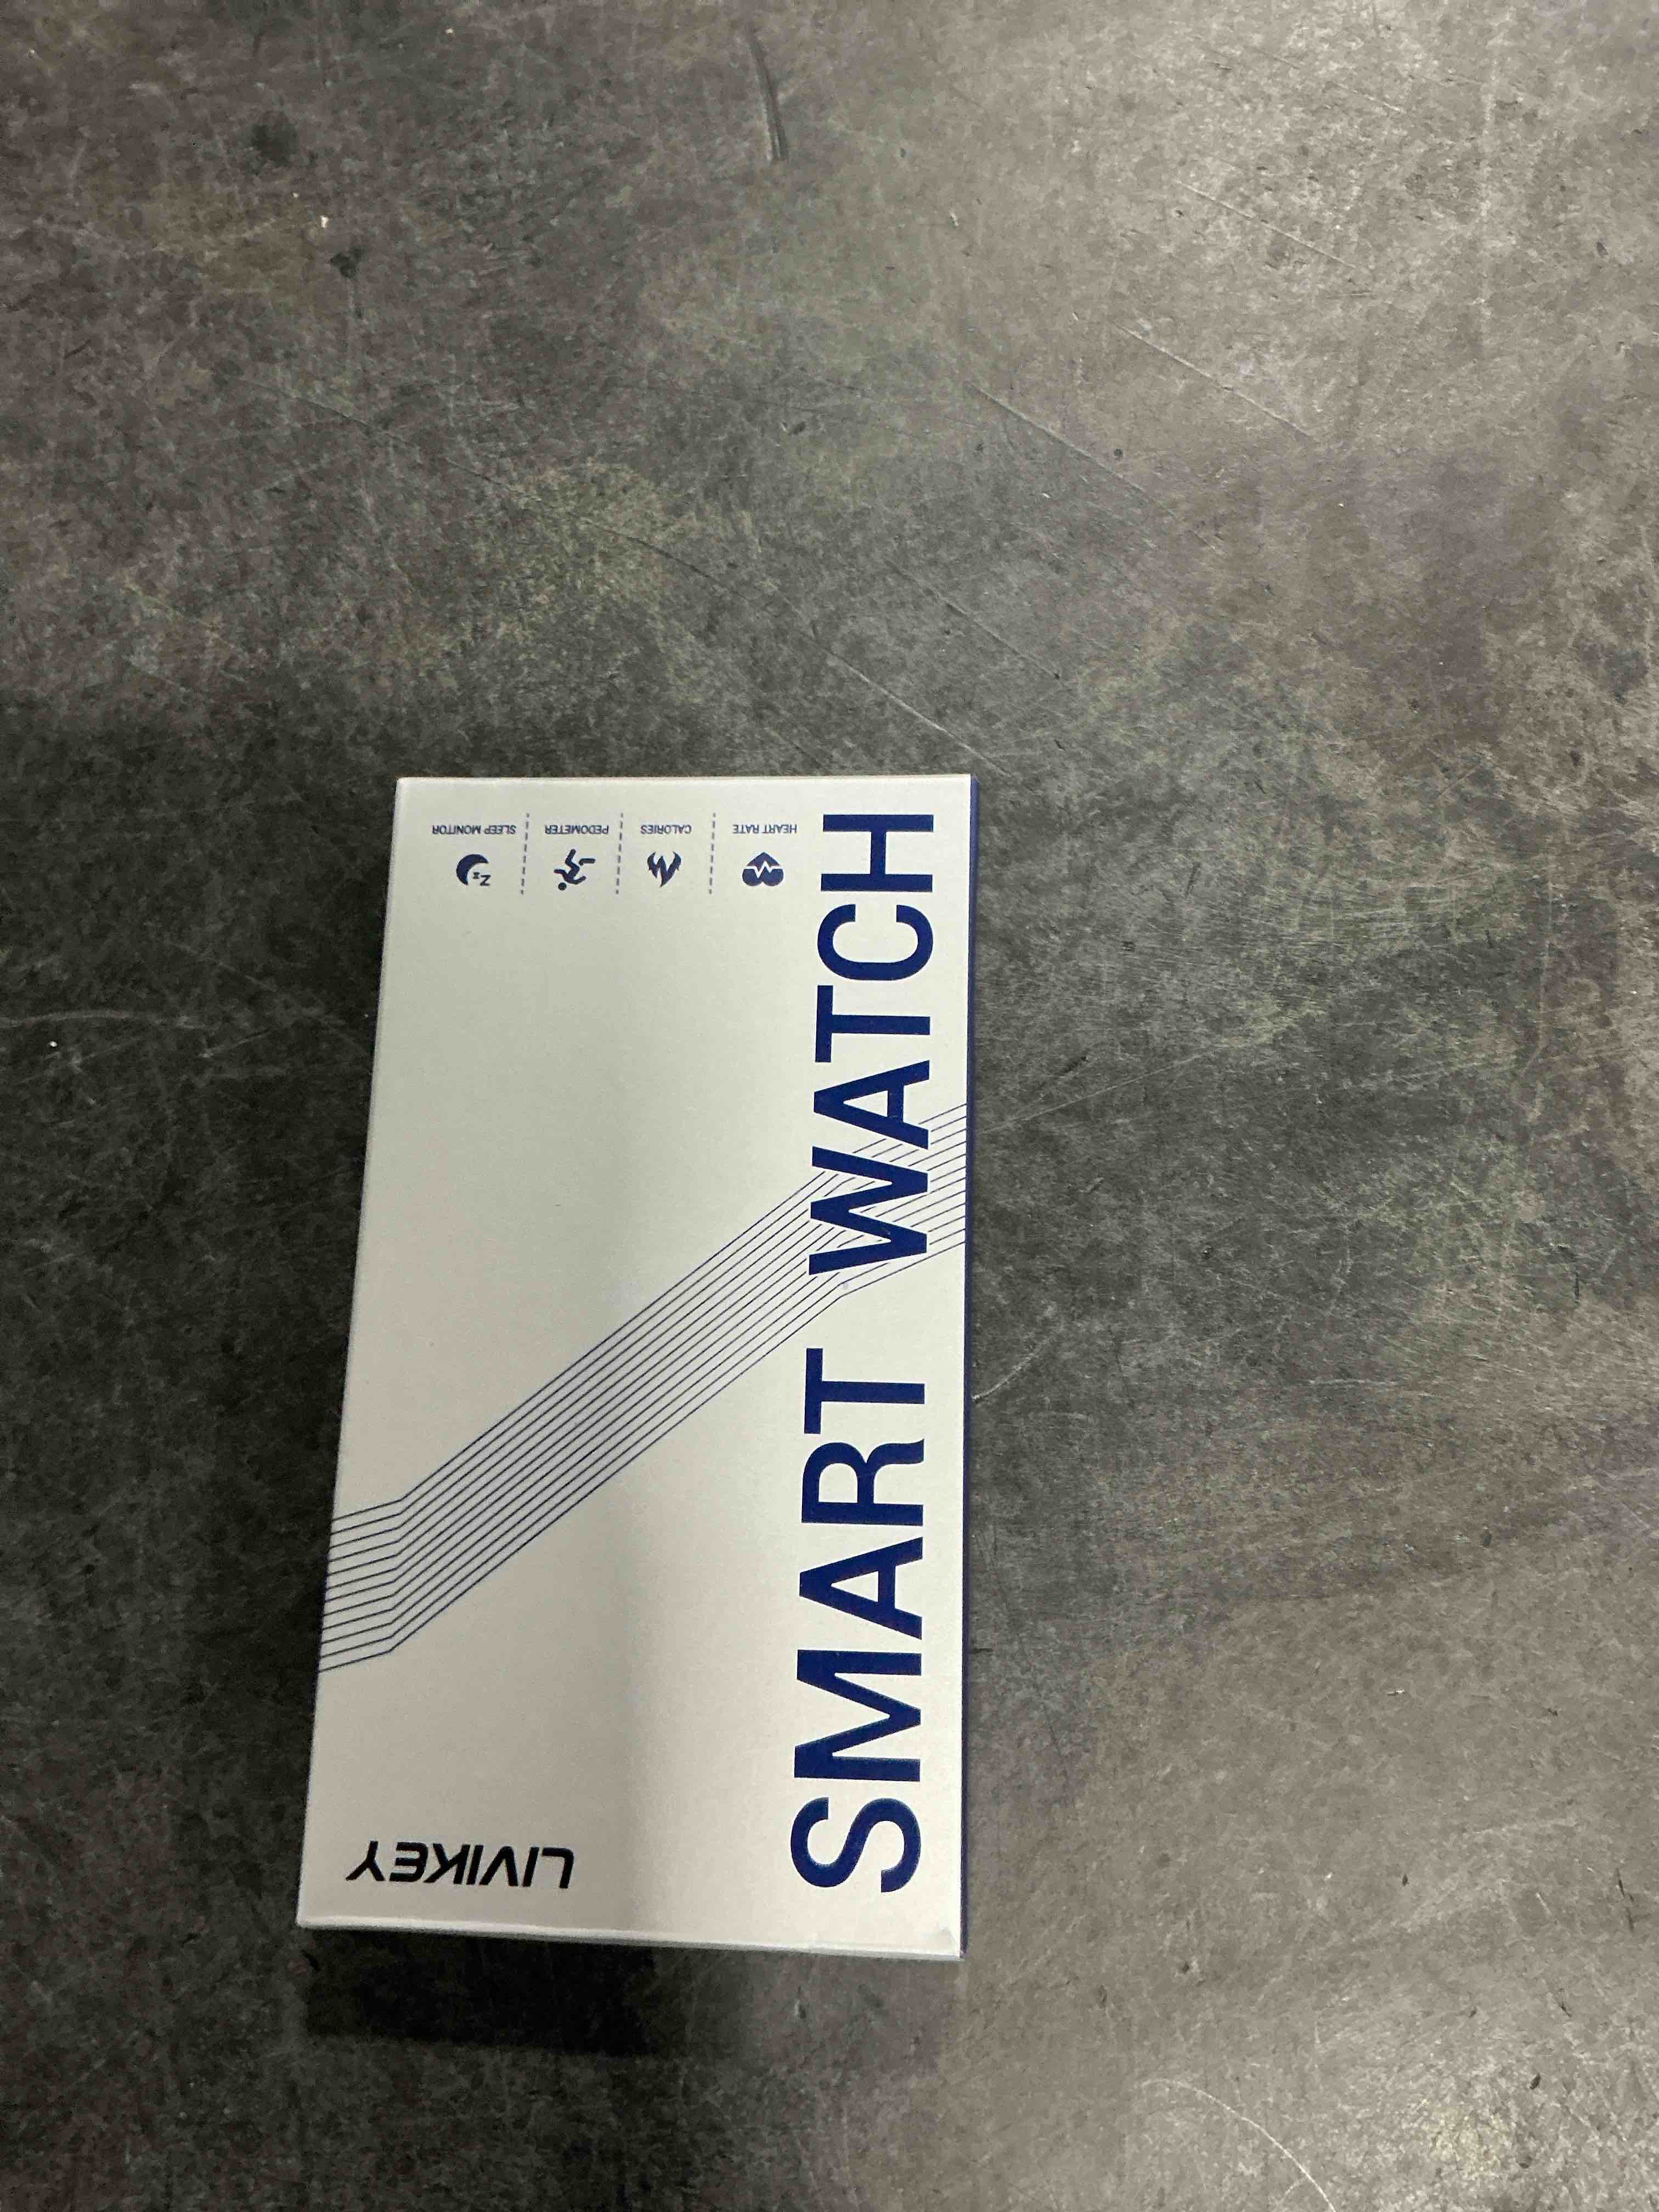 LIVIKEY
SMART WATCH
HEART RATE
CALORIES
PEDOMETER
SLEEP MONITOR